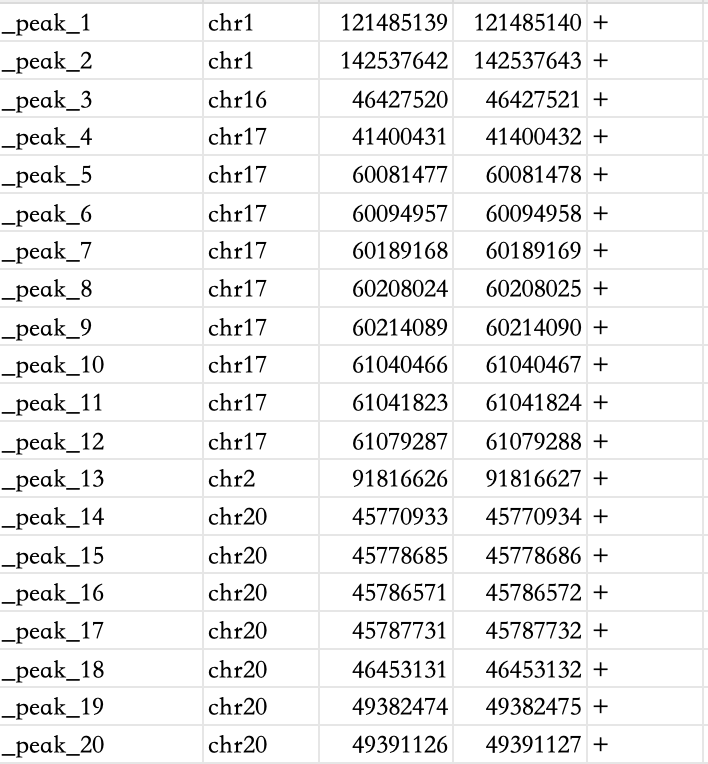 _peak_1 chr1 121485139 121485140 +
_peak_2 chr1 142537642 142537643 +
_peak_3 chr16 46427520 46427521 +
_peak_4 chr17 41400431 41400432 +
_peak_5 chr17 60081477 60081478 +
_peak_6 chr17 60094957 60094958 +
_peak_7 chr17 60189168 60189169 +
_peak_8 chr17 60208024 60208025 +
_peak_9 chr17 60214089 60214090 +
_peak_10 chr17 61040466 61040467 +
_peak_11 chr17 61041823 61041824 +
_peak_12 chr17 61079287 61079288 +
_peak_13 chr2 91816626 91816627 +
_peak_14 chr20 45770933 45770934 +
_peak_15 chr20 45778685 45778686 +
_peak_16 chr20 45786571 45786572 +
_peak_17 chr20 45787731 45787732 +
_peak_18 chr20 46453131 46453132 +
_peak_19 chr20 49382474 49382475 +
_peak_20 chr20 49391126 49391127 +